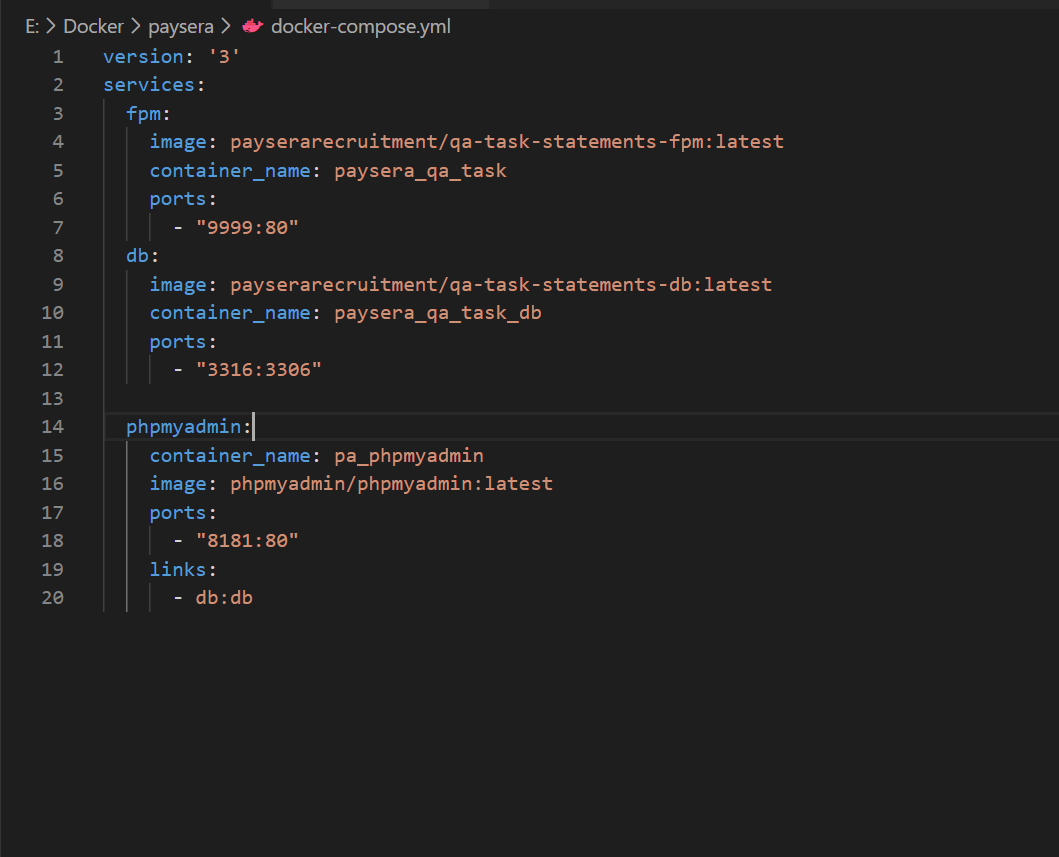 E: > Docker > paysera > docker-compose.yml
1 version: '3'
2 services:
3   fpm:
4     image: payserarecruitment/qa-task-statements-fpm:latest
5     container_name: paysera_qa_task
6     ports:
7       - "9999:80"
8   db:
9     image: payserarecruitment/qa-task-statements-db:latest
10     container_name: paysera_qa_task_db
11     ports:
12       - "3316:3306"
13
14   phpmyadmin:
15     container_name: pa_phpmyadmin
16     image: phpmyadmin/phpmyadmin:latest
17     ports:
18       - "8181:80"
19     links:
20       - db:db